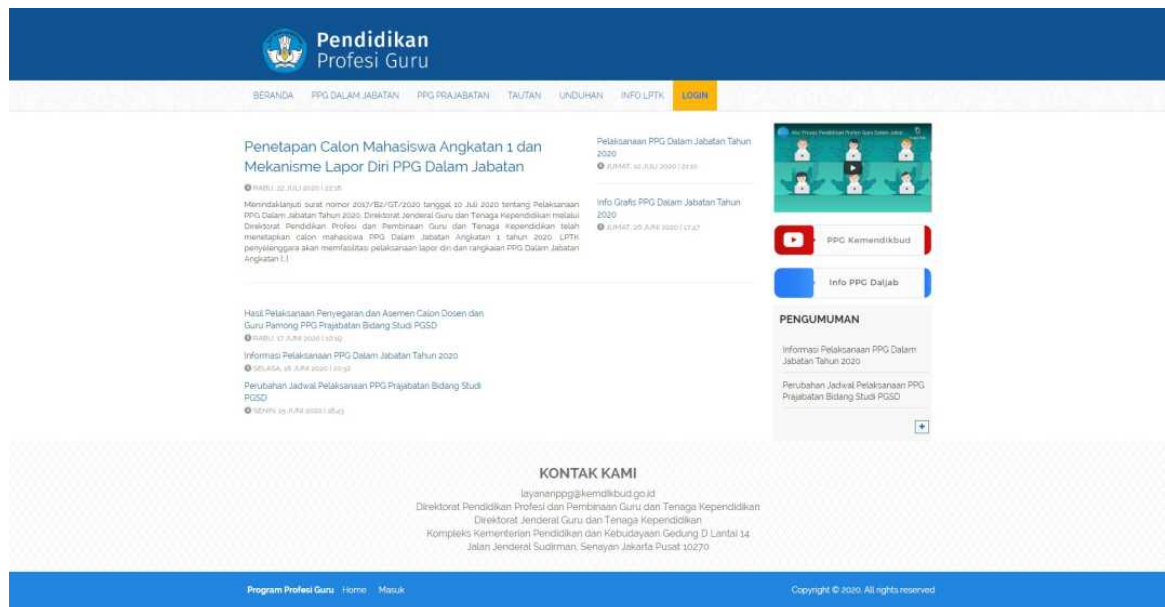 Pendidikan
Profesi Guru
BERANDA PPG DALAM JABATAN PPG PRAJABATAN TAUTAN UNDUHAN INFO LPTK LOGIN
Penetapan Calon Mahasiswa Angkatan 1 dan
Mekanisme Lapor Diri PPG Dalam Jabatan
RABU, 22 JULI 2020 |
Menindaklanjuti surat nomor 2017/B2/GT/2020 tanggal 10 Juli 2020 tentang Pelaksanaan
PPG Dalam Jabatan Tahun 2020, Direktorat Jenderal Guru dan Tenaga Kependidikan melalui
Direktorat Pendidikan Profesi dan Pembinaan Guru dan Tenaga Kependidikan telah
menetapkan calon mahasiswa PPG Dalam Jabatan Angkatan 1 tahun 2020. LPTK
penyelenggara akan memfasilitasi pelaksanaan lapor diri dan rangkaian PPG Dalam Jabatan
Angkatan [..]
Pelaksanaan PPG Dalam Jabatan Tahun
2020
JUMAT, 10 JULI 2020 |
Info Grafis PPG Dalam Jabatan Tahun
2020
JUMAT, 26 JUNI 2020 | 17:47
Hasil Pelaksanaan Penyegaran dan Asemen Calon Dosen dan
Guru Pamong PPG Prajabatan Bidang Studi PGSD
RABU, 17 JUNI 2020 |
Informasi Pelaksanaan PPG Dalam Jabatan Tahun 2020
SELASA, 16 JUNI 2020 |
Perubahan Jadwal Pelaksanaan PPG Prajabatan Bidang Studi
PGSD
SENIN, 15 JUNI 2020 | 18:43
PPG Kemendikbud
Info PPG Daljab
PENGUMUMAN
Informasi Pelaksanaan PPG Dalam
Jabatan Tahun 2020
Perubahan Jadwal Pelaksanaan PPG
Prajabatan Bidang Studi PGSD
+
KONTAK KAMI
layananppg@kemdikbud.go.id
Direktorat Pendidikan Profesi dan Pembinaan Guru dan Tenaga Kependidikan
Direktorat Jenderal Guru dan Tenaga Kependidikan
Kompleks Kementerian Pendidikan dan Kebudayaan Gedung D Lantai 14
Jalan Jenderal Sudirman, Senayan Jakarta Pusat 10270
Program Profesi Guru Home Masuk
Copyright © 2020. All rights reserved